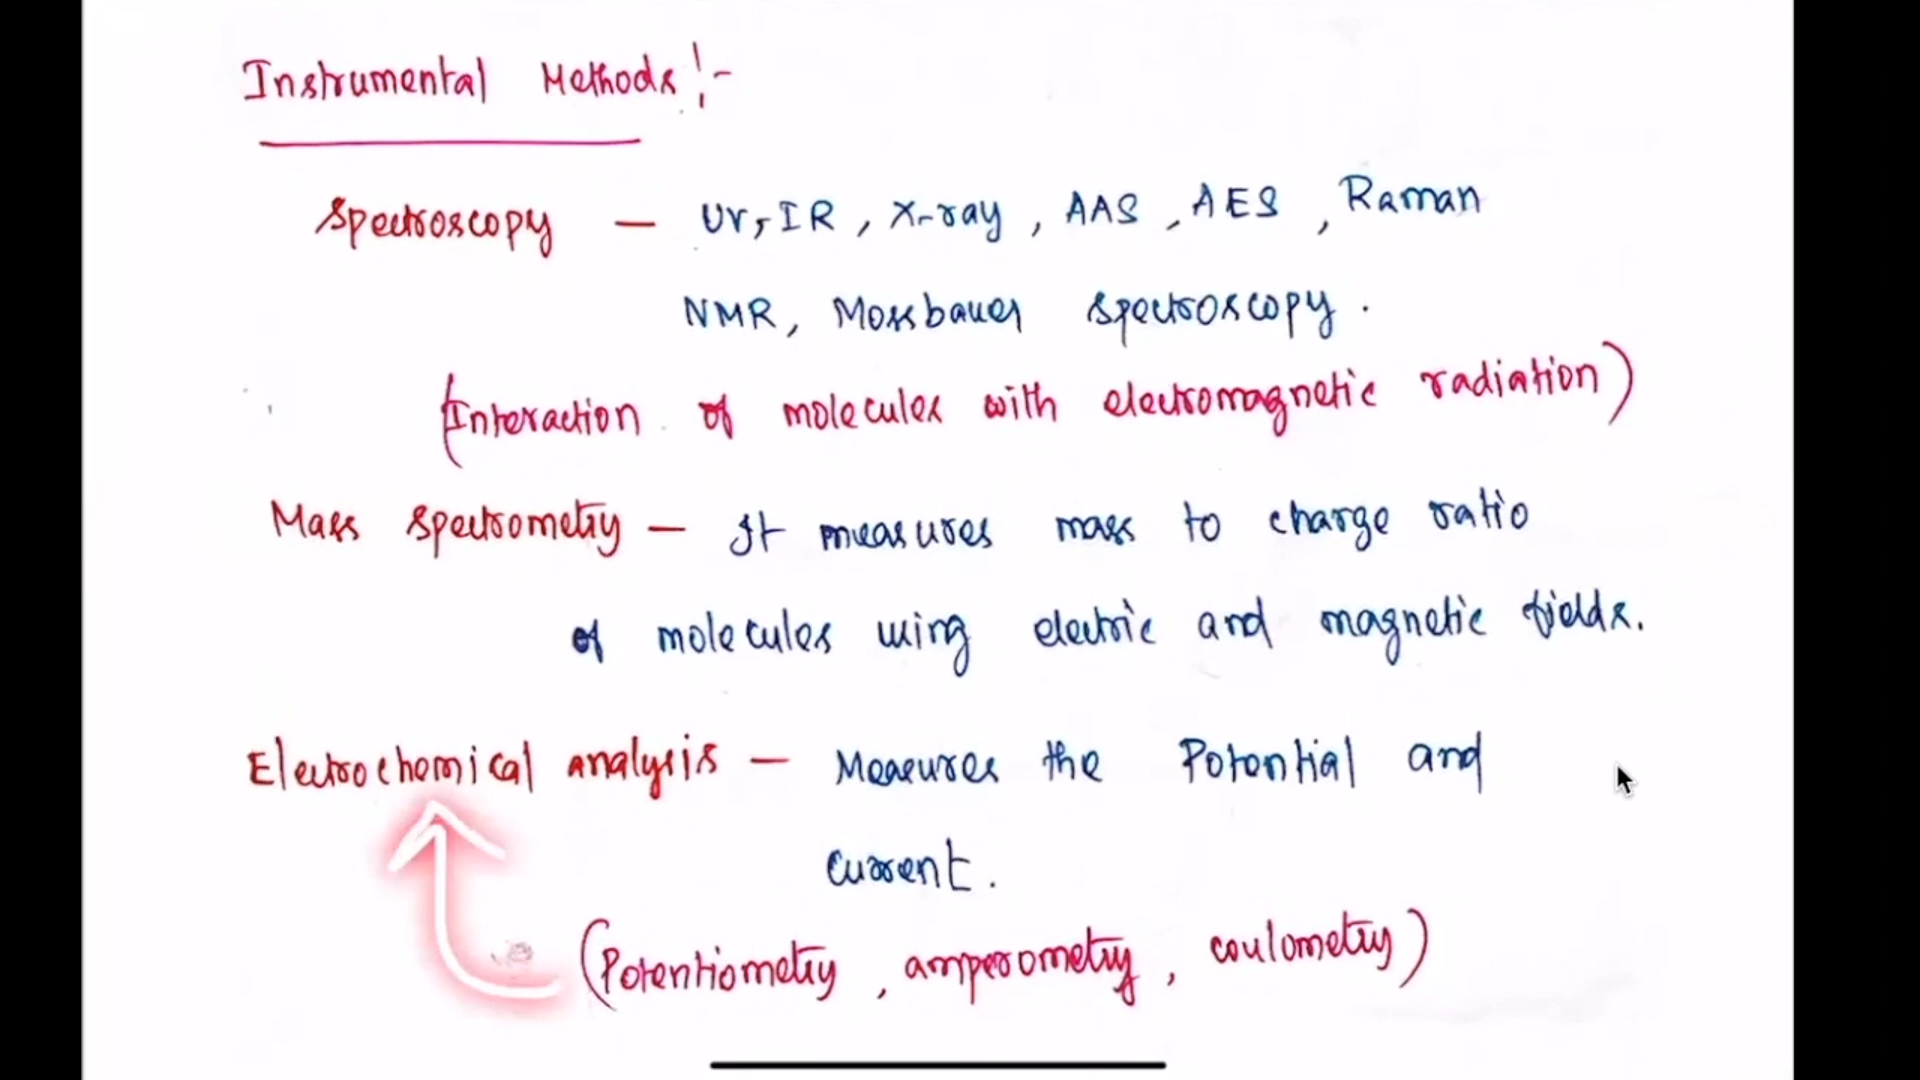 Instrumental Methods :-
Spectroscopy — UV, IR, X-ray, AAS, AES, Raman
NMR, Mossbauer spectroscopy.
(Interaction of molecules with electromagnetic radiation)
Mass spectrometry — It measures mass to charge ratio
of molecules using electric and magnetic fields.
Electrochemical analysis — Measures the Potential and
current.
(Potentiometry, amperometry, coulometry)